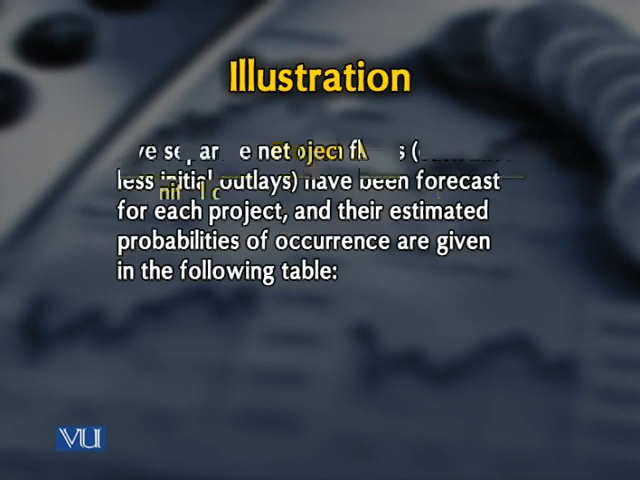 Illustration
net
less initial outlays) have been forecast
for each project, and their estimated
probabilities of occurrence are given
in the following table:
VU